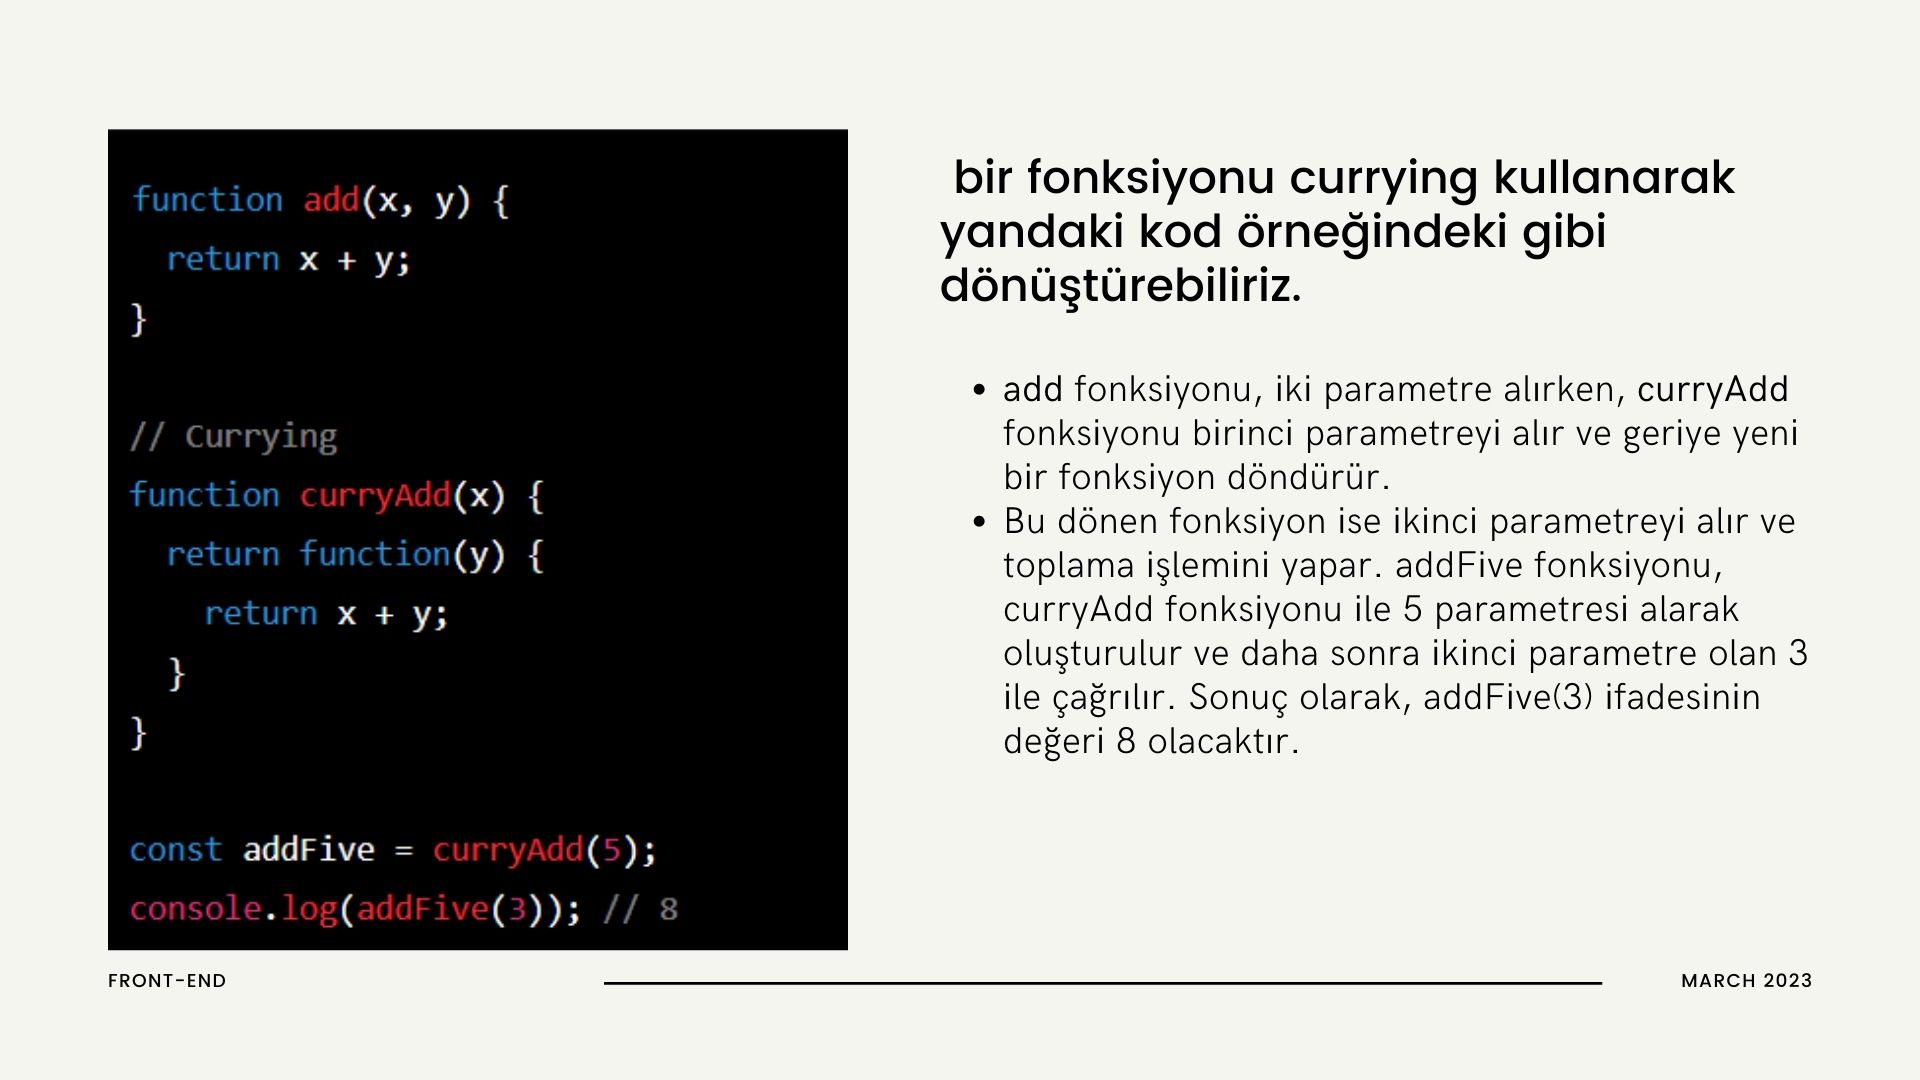 function add(x, y) {
  return x + y;
}
// Currying
function curryAdd(x) {
  return function(y) {
    return x + y;
  }
}
const addFive = curryAdd(5);
console.log(addFive(3)); // 8
bir fonksiyonu currying kullanarak
yandaki kod örneğindeki gibi
dönüştürebiliriz.
• add fonksiyonu, iki parametre alırken, curryAdd
fonksiyonu birinci parametreyi alır ve geriye yeni
bir fonksiyon döndürür.
• Bu dönen fonksiyon ise ikinci parametreyi alır ve
toplama işlemini yapar. addFive fonksiyonu,
curryAdd fonksiyonu ile 5 parametresi alarak
oluşturulur ve daha sonra ikinci parametre olan 3
ile çağrılır. Sonuç olarak, addFive(3) ifadesinin
değeri 8 olacaktır.
FRONT-END
MARCH 2023